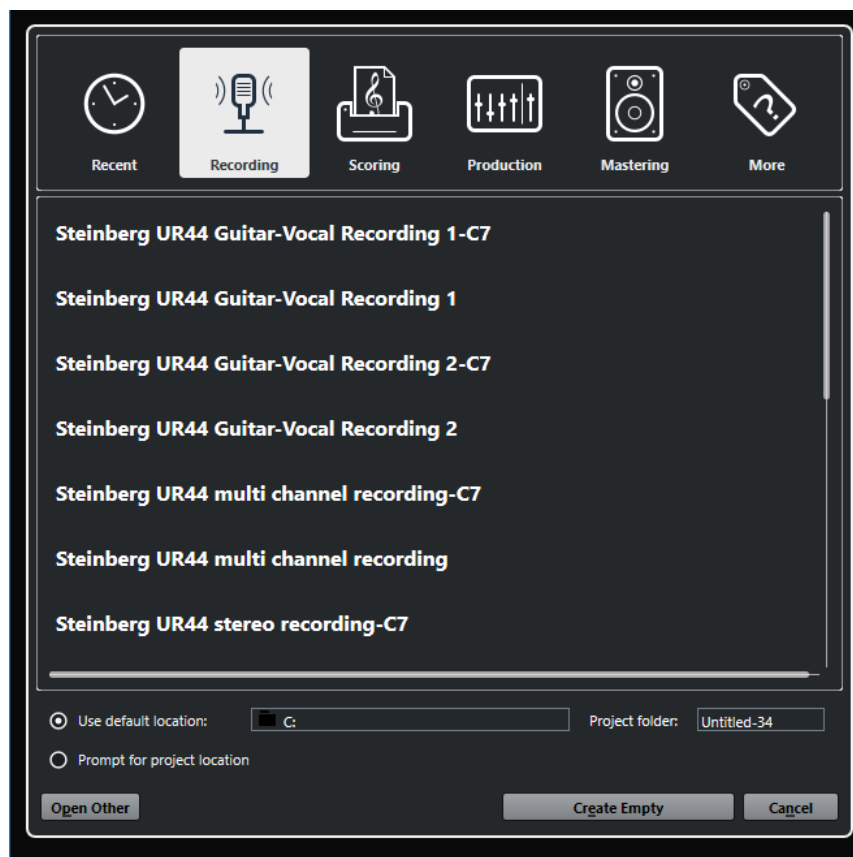 Recent Recording Scoring Production Mastering More
Steinberg UR44 Guitar-Vocal Recording 1-C7
Steinberg UR44 Guitar-Vocal Recording 1
Steinberg UR44 Guitar-Vocal Recording 2-C7
Steinberg UR44 Guitar-Vocal Recording 2
Steinberg UR44 multi channel recording-C7
Steinberg UR44 multi channel recording
Steinberg UR44 stereo recording-C7
Use default location: C: Project folder: Untitled-34
Prompt for project location
Open Other Create Empty Cancel